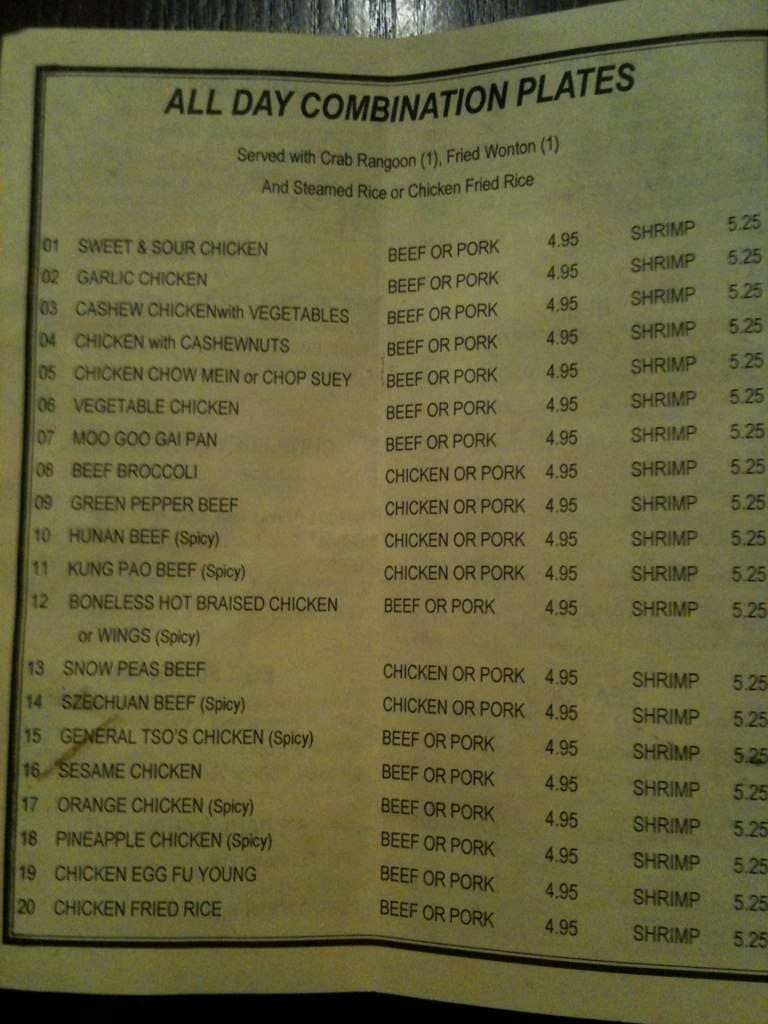 ALL DAY COMBINATION PLATES
Served with Crab Rangoon (1), Fried Wonton (1)
And Steamed Rice or Chicken Fried Rice
01 SWEET & SOUR CHICKEN BEEF OR PORK 4.95 SHRIMP 5.25
02 GARLIC CHICKEN BEEF OR PORK 4.95 SHRIMP 5.25
03 CASHEW CHICKENwith VEGETABLES BEEF OR PORK 4.95 SHRIMP 5.25
04 CHICKEN with CASHEWNUTS BEEF OR PORK 4.95 SHRIMP 5.25
05 CHICKEN CHOW MEIN or CHOP SUEY BEEF OR PORK 4.95 SHRIMP 5.25
06 VEGETABLE CHICKEN BEEF OR PORK 4.95 SHRIMP 5.25
07 MOO GOO GAI PAN BEEF OR PORK 4.95 SHRIMP 5.25
08 BEEF BROCCOLI CHICKEN OR PORK 4.95 SHRIMP 5.25
09 GREEN PEPPER BEEF CHICKEN OR PORK 4.95 SHRIMP 5.25
10 HUNAN BEEF (Spicy) CHICKEN OR PORK 4.95 SHRIMP 5.25
11 KUNG PAO BEEF (Spicy) CHICKEN OR PORK 4.95 SHRIMP 5.25
12 BONELESS HOT BRAISED CHICKEN BEEF OR PORK 4.95 SHRIMP 5.25
or WINGS (Spicy)
13 SNOW PEAS BEEF CHICKEN OR PORK 4.95 SHRIMP 5.25
14 SZECHUAN BEEF (Spicy) CHICKEN OR PORK 4.95 SHRIMP 5.25
15 GENERAL TSO'S CHICKEN (Spicy) BEEF OR PORK 4.95 SHRIMP 5.25
16 SESAME CHICKEN BEEF OR PORK 4.95 SHRIMP 5.25
17 ORANGE CHICKEN (Spicy) BEEF OR PORK 4.95 SHRIMP 5.25
18 PINEAPPLE CHICKEN (Spicy) BEEF OR PORK 4.95 SHRIMP 5.25
19 CHICKEN EGG FU YOUNG BEEF OR PORK 4.95 SHRIMP 5.25
20 CHICKEN FRIED RICE BEEF OR PORK 4.95 SHRIMP 5.25